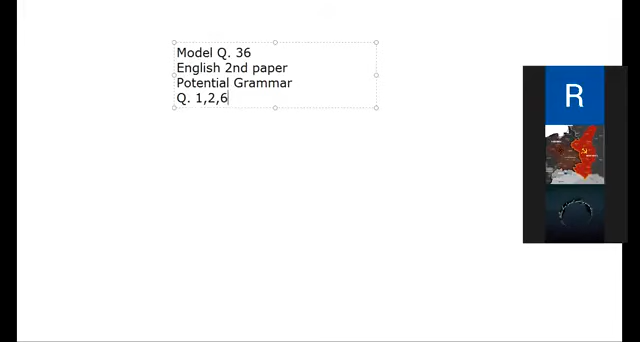 Model Q. 36
English 2nd paper
Potential Grammar
Q. 1,2,6
R